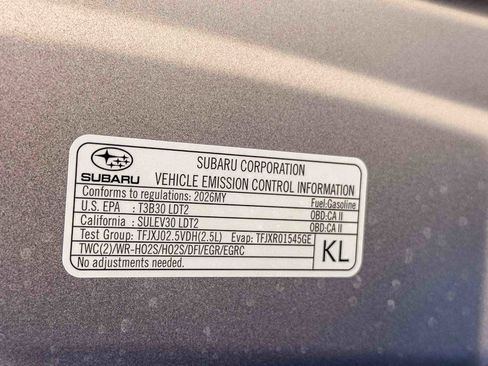 SUBARU
SUBARU CORPORATION
VEHICLE EMISSION CONTROL INFORMATION
Conforms to regulations: 2026MY Fuel:Gasoline
U.S. EPA : T3B30 LDT2 OBD:CA II
California : SULEV30 LDT2 OBD:CA II
Test Group: TFJXJ02.5VDH(2.5L) Evap: TFJXR01545GE
TWC(2)/WR-HO2S/HO2S/DFI/EGR/EGRC
No adjustments needed.
KL